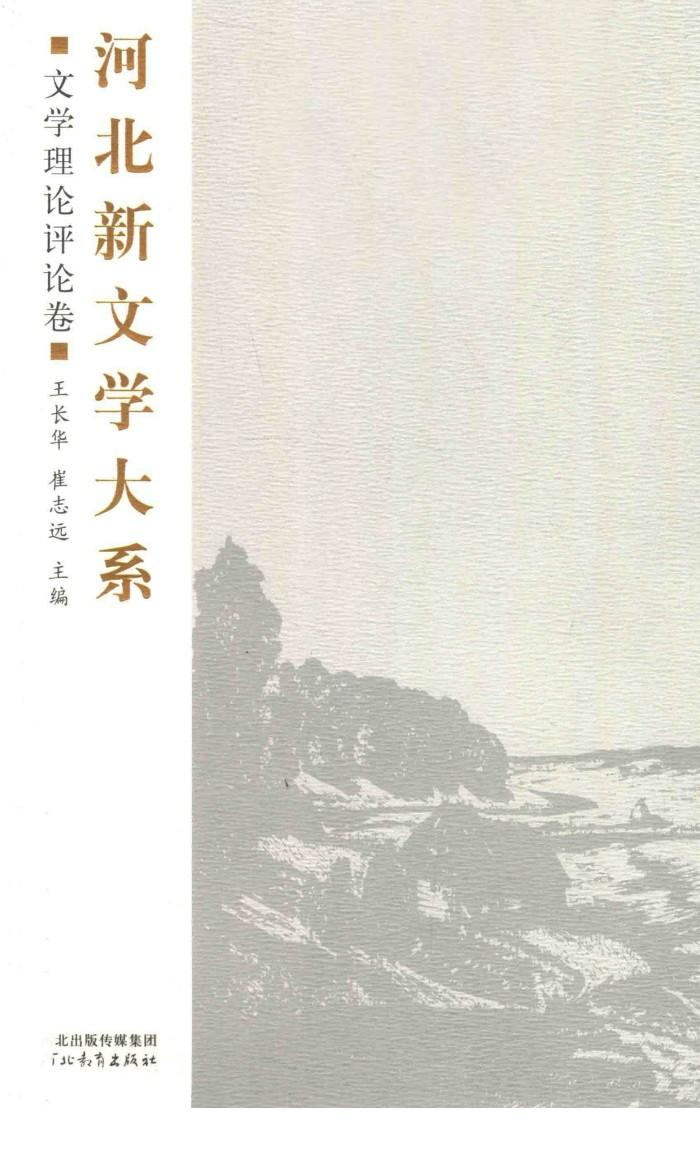 河北新文学大系
文学理论评论卷
王长华 崔志远 主编
北出版传媒集团
北教育出版社